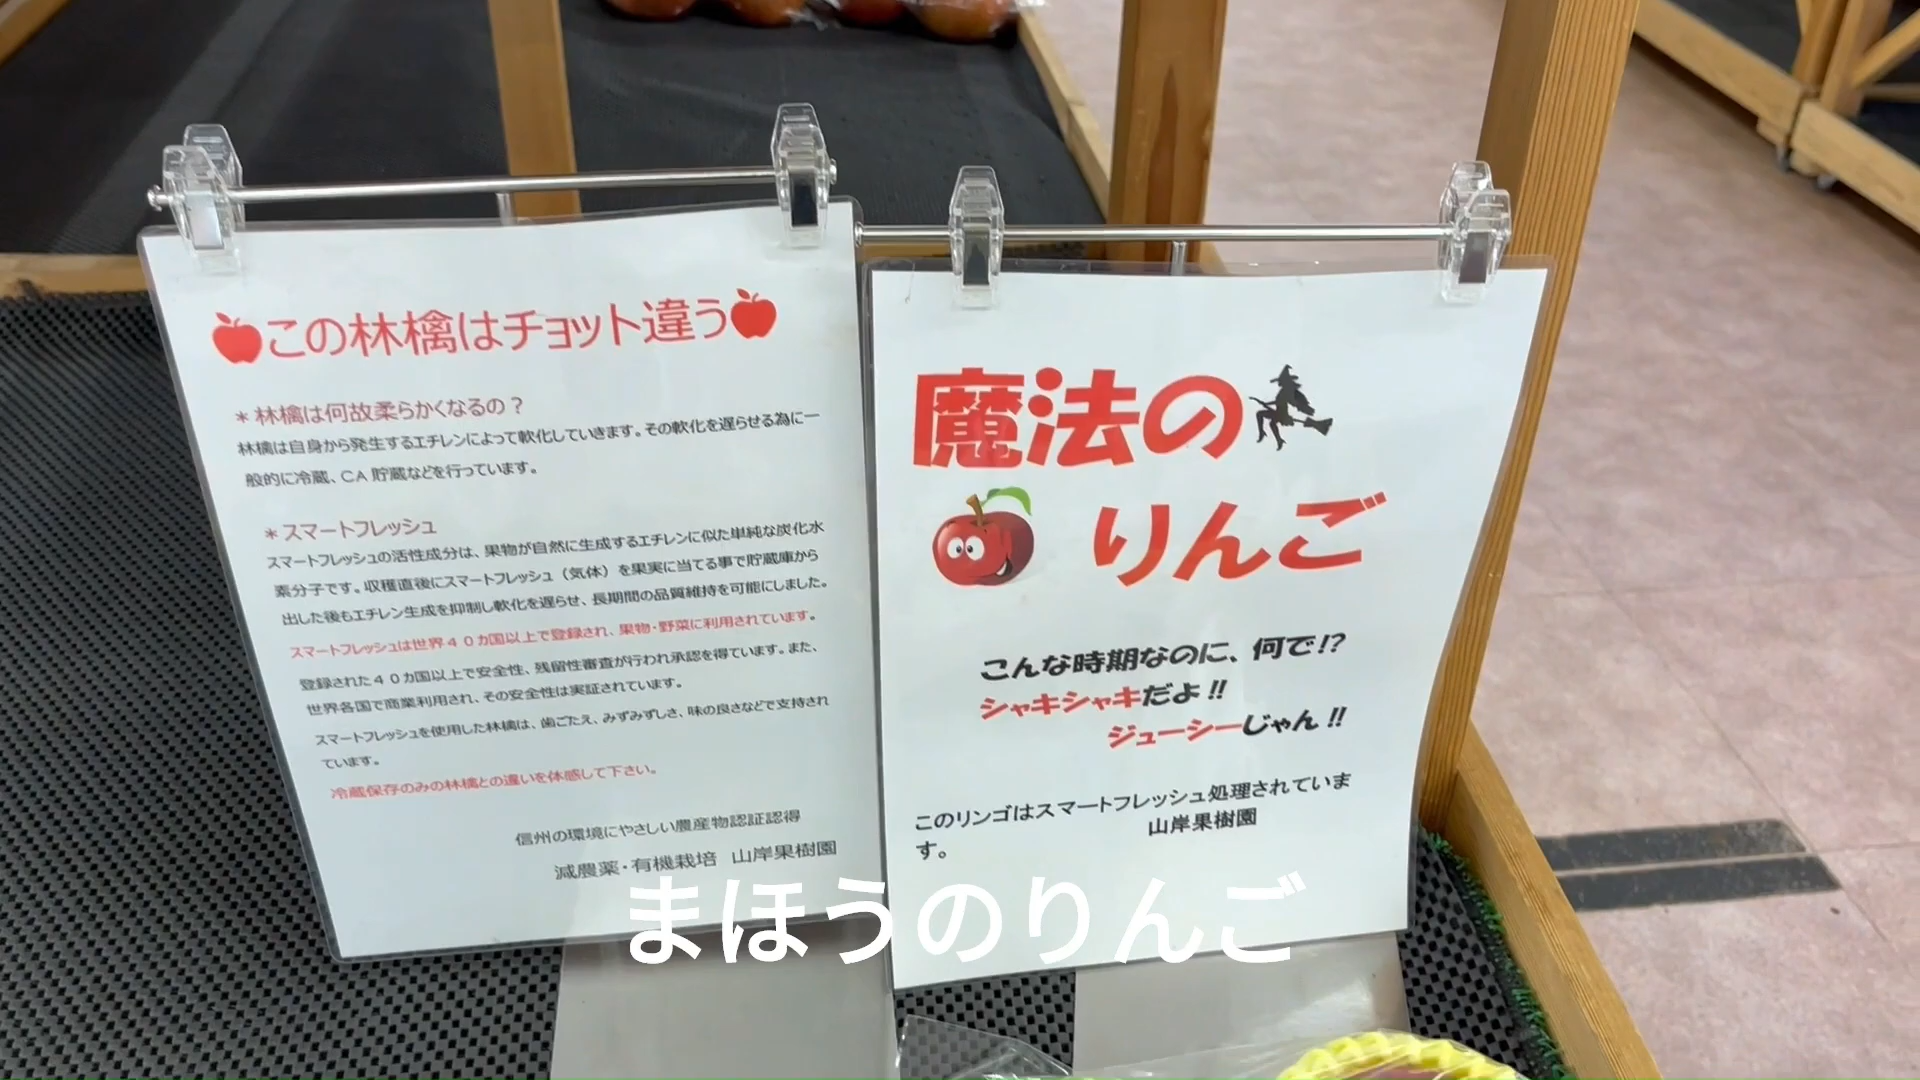 この林檎はチョット違う
＊林檎は何故柔らかくなるの？
林檎は自身から発生するエチレンによって軟化していきます。その軟化を遅らせる為に一
般的に冷蔵、CA 貯蔵などを行っています。
＊スマートフレッシュ
スマートフレッシュの活性成分は、果物が自然に生成するエチレンに似た単純な炭化水
素分子です。収穫直後にスマートフレッシュ（気体）を果実に当てる事で貯蔵庫から
出した後もエチレン生成を抑制し軟化を遅らせ、長期間の品質維持を可能にしました。
スマートフレッシュは世界４０カ国以上で登録され、果物・野菜に利用されています。
登録された４０カ国以上で安全性、残留性審査が行われ承認を得ています。また、
世界各国で商業利用され、その安全性は実証されています。
スマートフレッシュを使用した林檎は、歯ごたえ、みずみずしさ、味の良さなどで支持され
ています。
冷蔵保存のみの林檎との違いを体感して下さい。
信州の環境にやさしい農産物認証認得
減農薬・有機栽培 山岸果樹園
魔法の
りんご
こんな時期なのに、何で!?
シャキシャキだよ!!
ジューシーじゃん!!
このリンゴはスマートフレッシュ処理されていま
す。
山岸果樹園
まほうのりんご